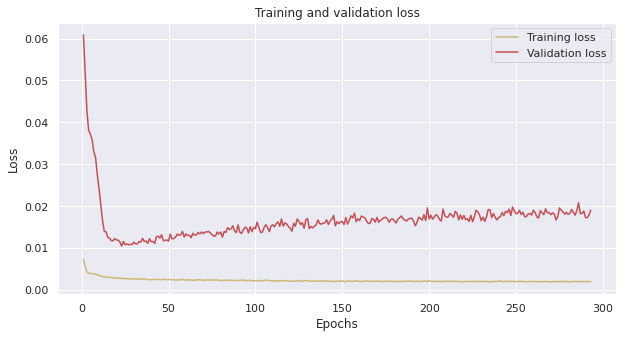 Training and validation loss
Training loss
Validation loss
0.06
0.05
0.04
0.03
0.02
0.01
0.00
Loss
0 50 100 150 200 250 300
Epochs